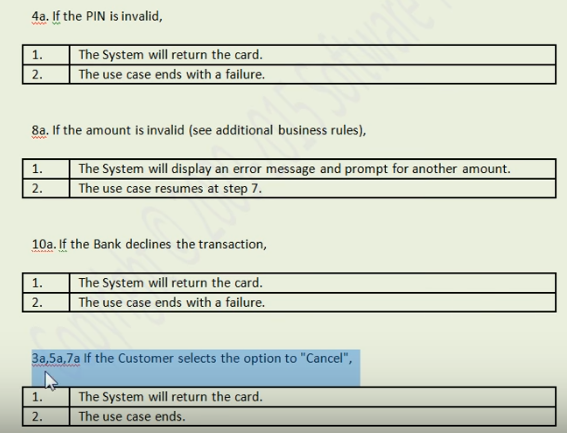 4a. If the PIN is invalid,
1. The System will return the card.
2. The use case ends with a failure.
8a. If the amount is invalid (see additional business rules),
1. The System will display an error message and prompt for another amount.
2. The use case resumes at step 7.
10a. If the Bank declines the transaction,
1. The System will return the card.
2. The use case ends with a failure.
3a,5a,7a If the Customer selects the option to "Cancel",
1. The System will return the card.
2. The use case ends.